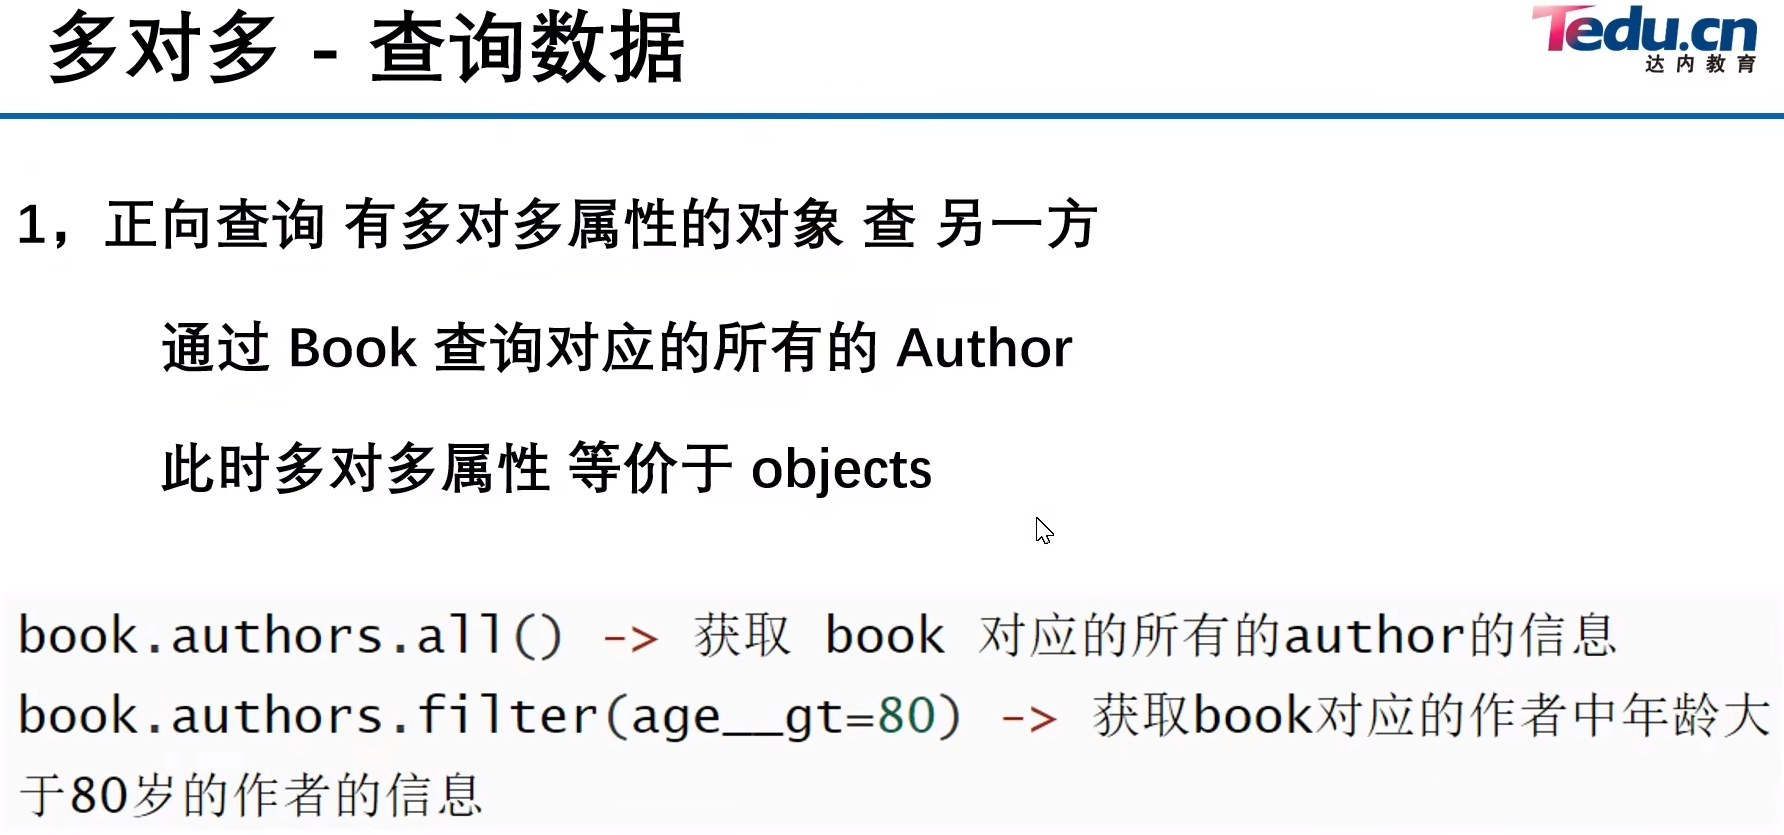 多对多 - 查询数据
Tedu.cn
达内教育
1，正向查询 有多对多属性的对象 查 另一方
通过 Book 查询对应的所有的 Author
此时多对多属性 等价于 objects
book.authors.all() -> 获取 book 对应的所有的author的信息
book.authors.filter(age__gt=80) -> 获取book对应的作者中年龄大
于80岁的作者的信息